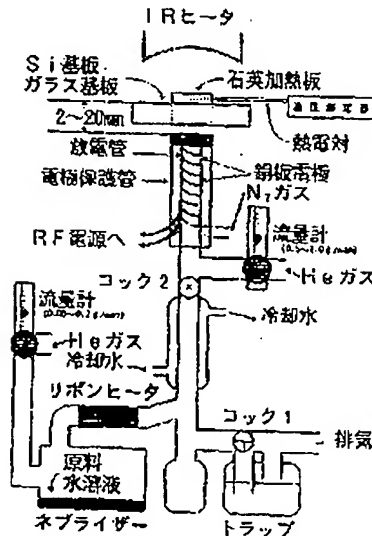 IRヒータ
Si基板・
ガラス基板
石英加熱板
2〜20mm
熱電対
放電管
銅板電極
電極保護管
N₂ガス
RF電源へ
流量計
Heガス
コック2
流量計
冷却水
Heガス
冷却水
リボンヒータ
コック1
排気
原料
水溶液
ネブライザー
トラップ